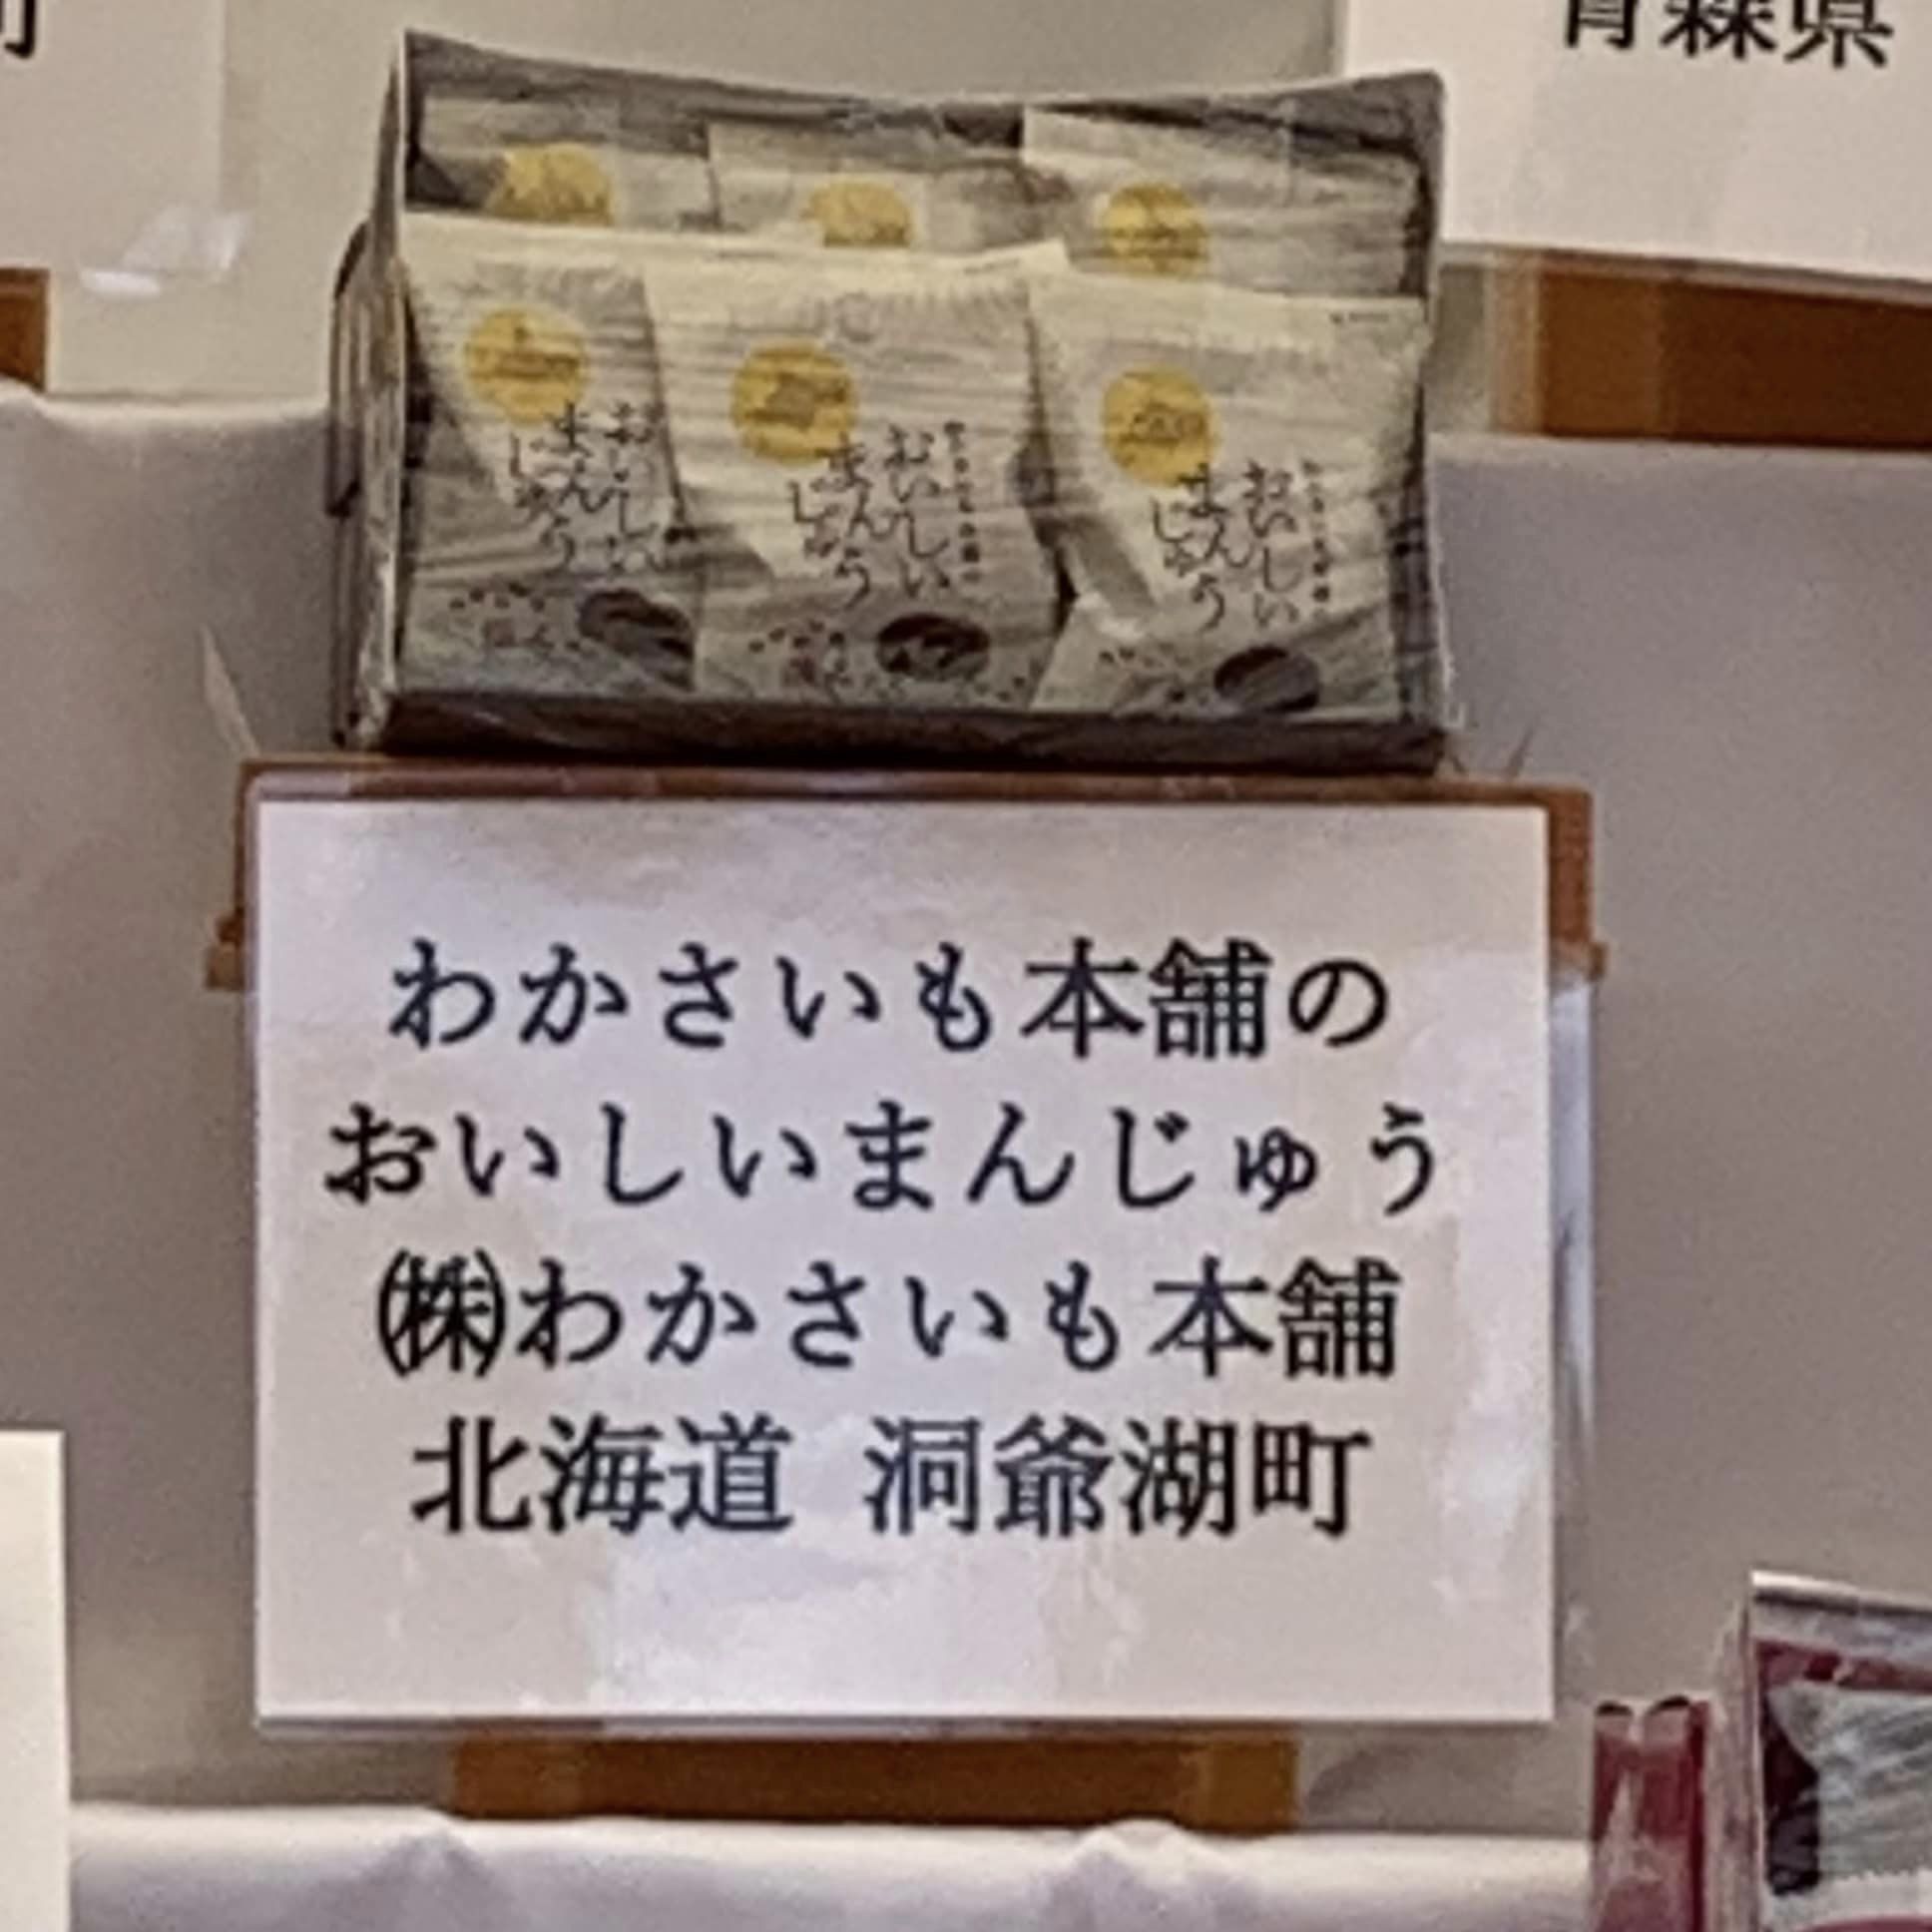 青森県
おいしい
まんじゅう
おいしい
まんじゅう
おいしい
まんじゅう
わかさいも本舗の
おいしいまんじゅう
㈱わかさいも本舗
北海道 洞爺湖町